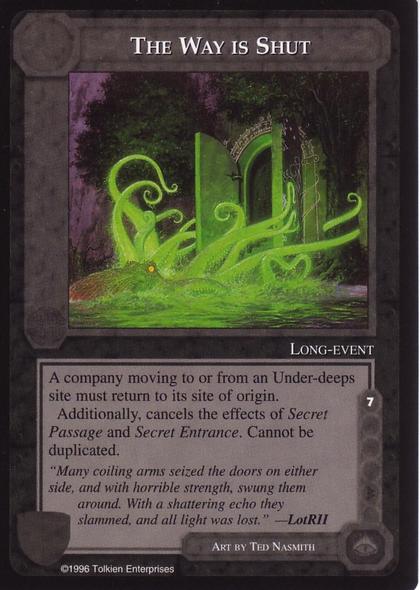 THE WAY IS SHUT
LONG-EVENT
A company moving to or from an Under-deeps
site must return to its site of origin.
Additionally, cancels the effects of Secret
Passage and Secret Entrance. Cannot be
duplicated.
7
“Many coiling arms seized the doors on either
side, and with horrible strength, swung them
around. With a shattering echo they
slammed, and all light was lost.” —LotRII
ART BY TED NASMITH
©1996 Tolkien Enterprises